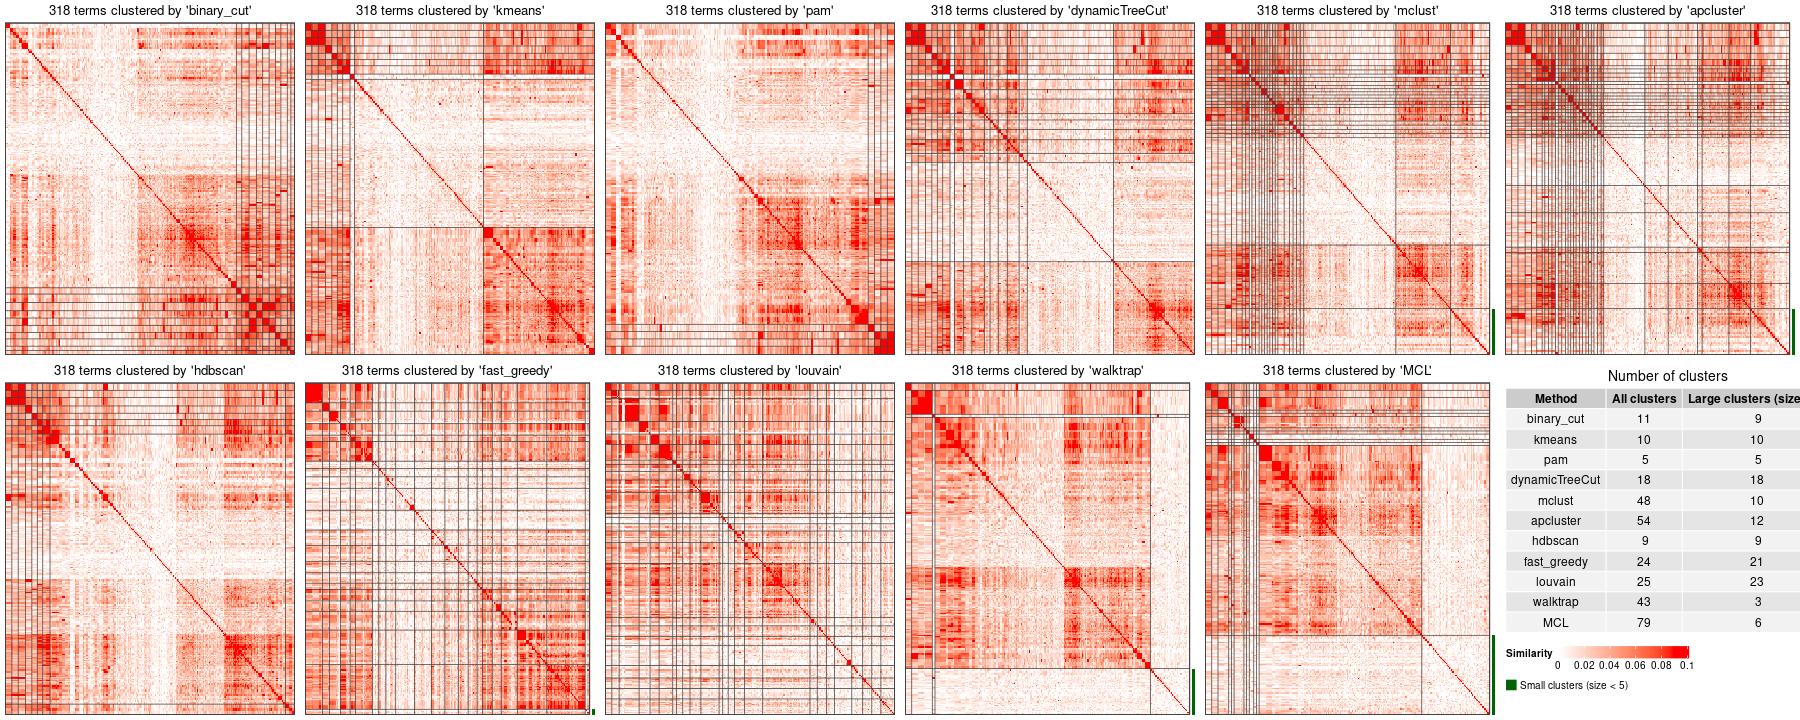 318 terms clustered by 'binary_cut'
318 terms clustered by 'kmeans'
318 terms clustered by 'pam'
318 terms clustered by 'dynamicTreeCut'
318 terms clustered by 'mclust'
318 terms clustered by 'apcluster'
318 terms clustered by 'hdbscan'
318 terms clustered by 'fast_greedy'
318 terms clustered by 'louvain'
318 terms clustered by 'walktrap'
318 terms clustered by 'MCL'
Number of clusters
Method All clusters Large clusters (size
binary_cut 11 9
kmeans 10 10
pam 5 5
dynamicTreeCut 18 18
mclust 48 10
apcluster 54 12
hdbscan 9 9
fast_greedy 24 21
louvain 25 23
walktrap 43 3
MCL 79 6
Similarity
0 0.02 0.04 0.06 0.08 0.1
Small clusters (size < 5)